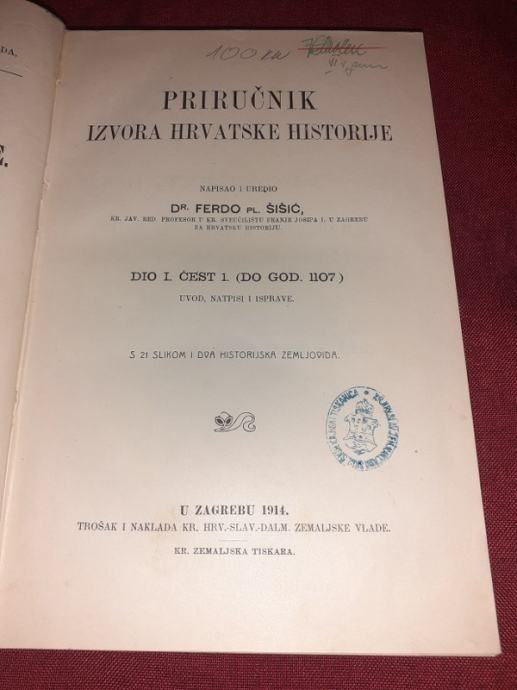 DA.
100 kn
E.
PRIRUČNIK
IZVORA HRVATSKE HISTORIJE
NAPISAO I UREDIO
DR. FERDO PL. ŠIŠIĆ,
KR. JAV. RED. PROFESOR U KR. SVEUČILIŠTU FRANJE JOSIPA I. U ZAGREBU
ZA HRVATSKU HISTORIJU.
DIO I. ČEST 1. (DO GOD. 1107)
UVOD, NATPISI I ISPRAVE.
S 21 SLIKOM I DVA HISTORIJSKA ZEMLJOVIDA.
U ZAGREBU 1914.
TROŠAK I NAKLADA KR. HRV.-SLAV.-DALM. ZEMALJSKE VLADE.
KR. ZEMALJSKA TISKARA.